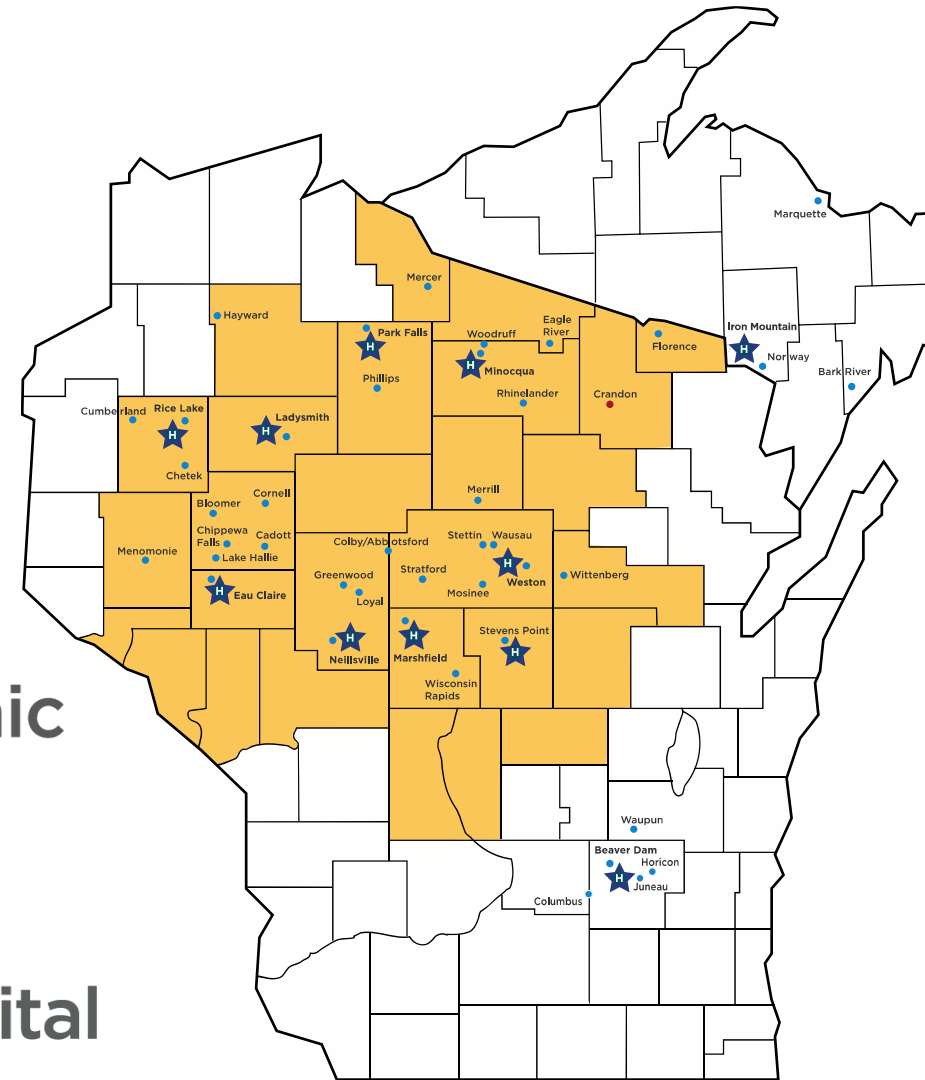 Marquette
Mercer
Hayward
Eagle
River
Iron Mountain
H
Park Falls
H
Woodruff
Florence
Norway
Minocqua
H
Bark River
Phillips
Rhinelander
Crandon
Cumberland
Rice Lake
H
Ladysmith
H
Chetek
Merrill
Cornell
Bloomer
Chippewa
Falls
Cadott
Lake Hallie
Menomonie
Colby/Abbotsford
Stettin
Wausau
H
Weston
Stratford
Mosinee
Wittenberg
Greenwood
Loyal
H
Eau Claire
H
Neillsville
H
Marshfield
Stevens Point
H
Wisconsin
Rapids
nic
Waupun
Beaver Dam
H
Horicon
Juneau
Columbus
ital